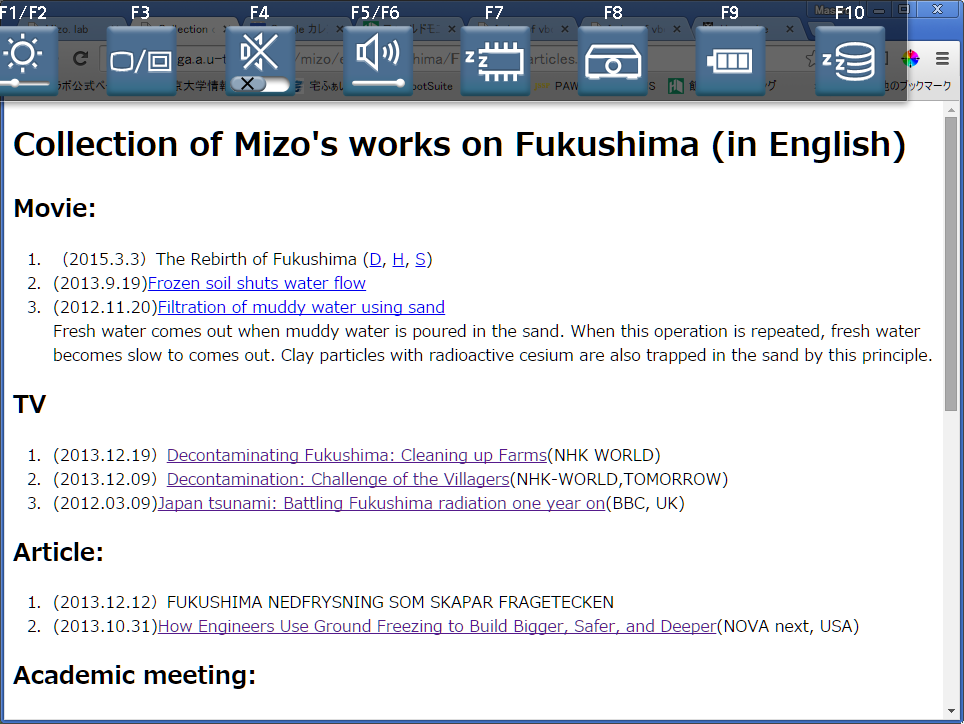 F1/F2 F3 F4 F5/F6 F7 F8 F9 F10
Collection of Mizo's works on Fukushima (in English)
Movie:
1. （2015.3.3）The Rebirth of Fukushima (D, H, S)
2. (2013.9.19)Frozen soil shuts water flow
3. (2012.11.20)Filtration of muddy water using sand
Fresh water comes out when muddy water is poured in the sand. When this operation is repeated, fresh water
becomes slow to comes out. Clay particles with radioactive cesium are also trapped in the sand by this principle.
TV
1. (2013.12.19）Decontaminating Fukushima: Cleaning up Farms(NHK WORLD)
2. (2013.12.09）Decontamination: Challenge of the Villagers(NHK-WORLD,TOMORROW)
3. (2012.03.09)Japan tsunami: Battling Fukushima radiation one year on(BBC, UK)
Article:
1. (2013.12.12）FUKUSHIMA NEDFRYSNING SOM SKAPAR FRAGETECKEN
2. (2013.10.31)How Engineers Use Ground Freezing to Build Bigger, Safer, and Deeper(NOVA next, USA)
Academic meeting: